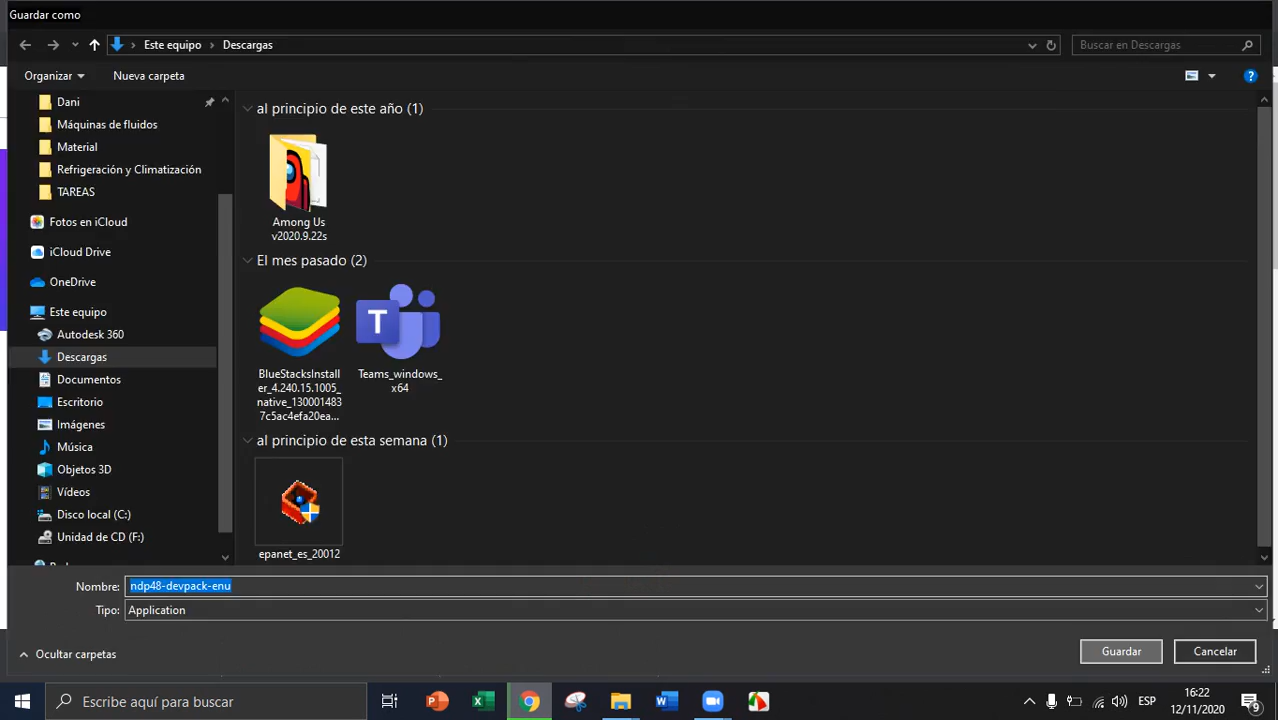 Guardar como
Este equipo
Descargas
Buscar en Descargas
Organizar
Nueva carpeta
?
Dani
Máquinas de fluidos
Material
Refrigeración y Climatización
TAREAS
Fotos en iCloud
iCloud Drive
OneDrive
Este equipo
Autodesk 360
Descargas
Documentos
Escritorio
Imágenes
Música
Objetos 3D
Vídeos
Disco local (C:)
Unidad de CD (F:)
al principio de este año (1)
Among Us
v2020.9.22s
El mes pasado (2)
BlueStacksInstall
er_4.240.15.1005_
native_130001483
7c5ac4efa20ea...
T
Teams_windows_
x64
al principio de esta semana (1)
epanet_es_20012
Nombre: ndp48-devpack-enu
Tipo: Application
Ocultar carpetas
Guardar
Cancelar
Escribe aquí para buscar
ESP
16:22
12/11/2020
9